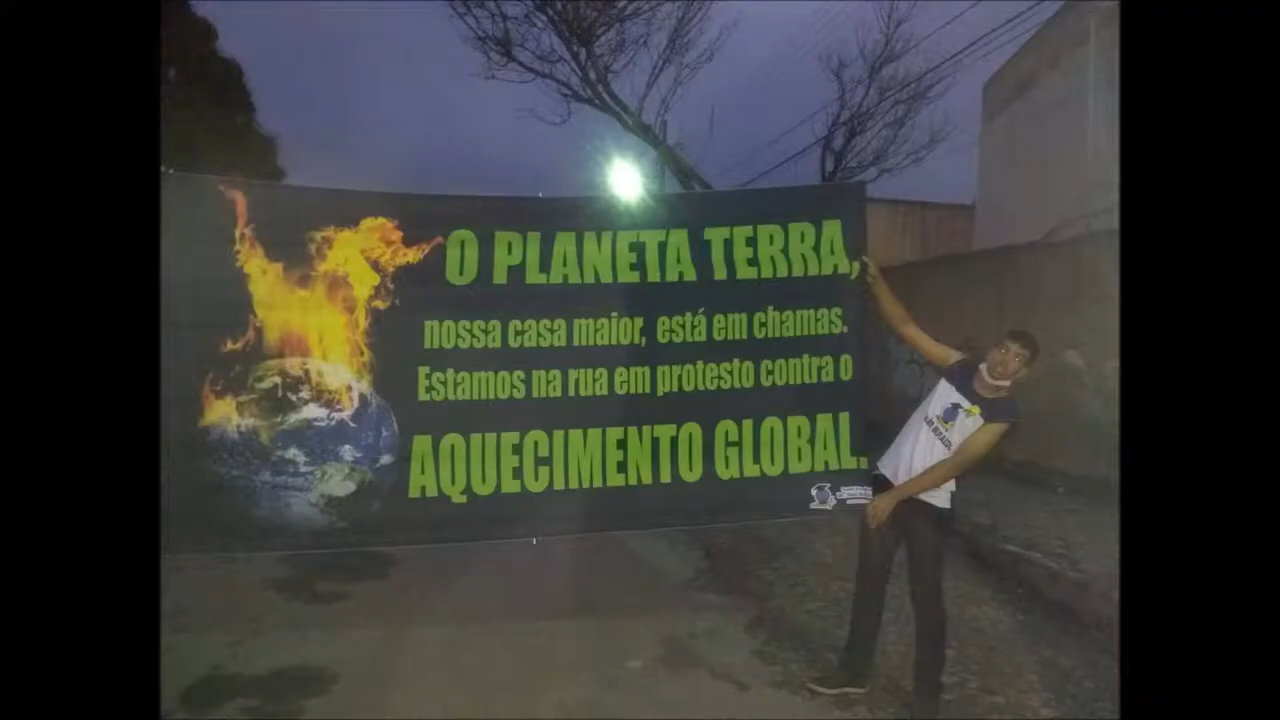 O PLANETA TERRA,
nossa casa maior, está em chamas.
Estamos na rua em protesto contra o
AQUECIMENTO GLOBAL.